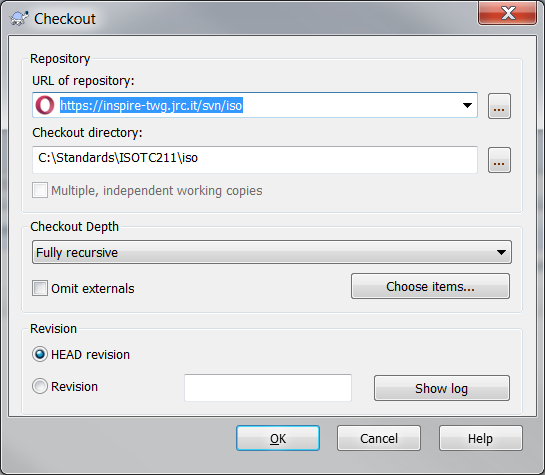 Checkout
Repository
URL of repository:
https://inspire-twg.jrc.it/svn/iso
...
Checkout directory:
C:\Standards\ISOTC211\iso
...
Multiple, independent working copies
Checkout Depth
Fully recursive
Omit externals
Choose items...
Revision
HEAD revision
Revision
Show log
OK
Cancel
Help